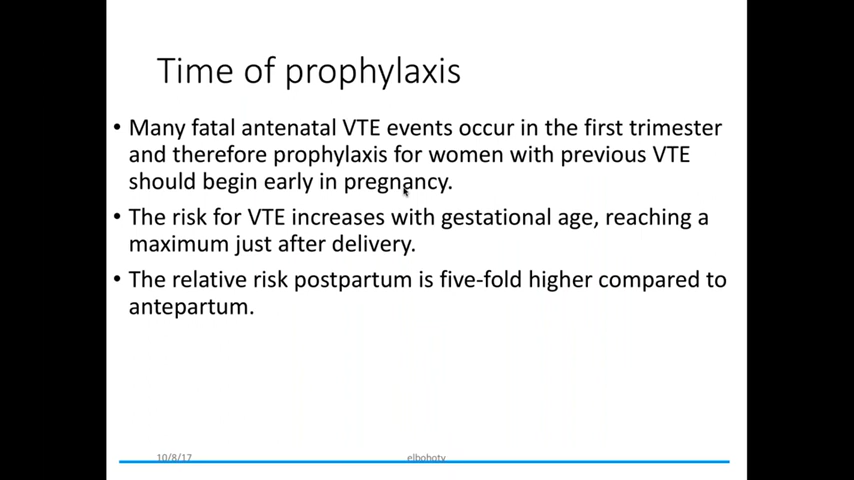 Time of prophylaxis
• Many fatal antenatal VTE events occur in the first trimester
and therefore prophylaxis for women with previous VTE
should begin early in pregnancy.
• The risk for VTE increases with gestational age, reaching a
maximum just after delivery.
• The relative risk postpartum is five-fold higher compared to
antepartum.
10/8/17
elbohoty